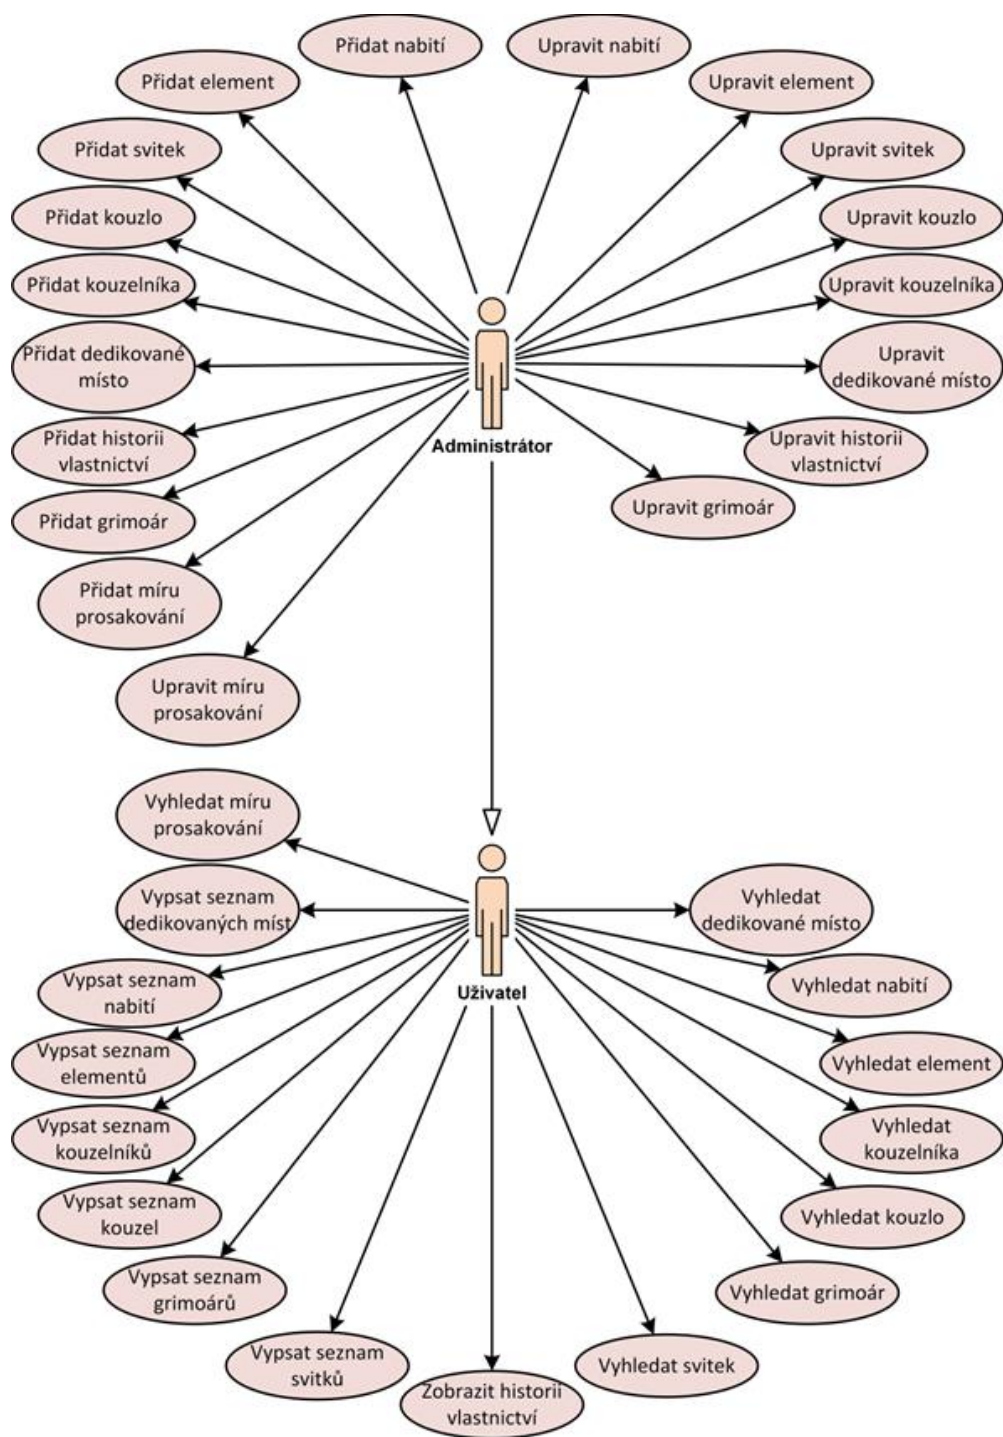 Přidat nabití
Upravit nabití
Přidat element
Upravit element
Přidat svitek
Upravit svitek
Přidat kouzlo
Upravit kouzlo
Přidat kouzelníka
Upravit kouzelníka
Přidat dedikované
místo
Upravit
dedikované místo
Přidat historii
vlastnictví
Upravit historii
vlastnictví
Administrátor
Přidat grimoár
Upravit grimoár
Přidat míru
prosakování
Upravit míru
prosakování
Vyhledat míru
prosakování
Vypsat seznam
dedikovaných míst
Vyhledat
dedikované místo
Vypsat seznam
nabití
Vyhledat nabití
Uživatel
Vypsat seznam
elementů
Vyhledat element
Vypsat seznam
kouzelníků
Vyhledat
kouzelníka
Vypsat seznam
kouzel
Vyhledat kouzlo
Vypsat seznam
grimoárů
Vyhledat grimoár
Vypsat seznam
svitků
Vyhledat svitek
Zobrazit historii
vlastnictví